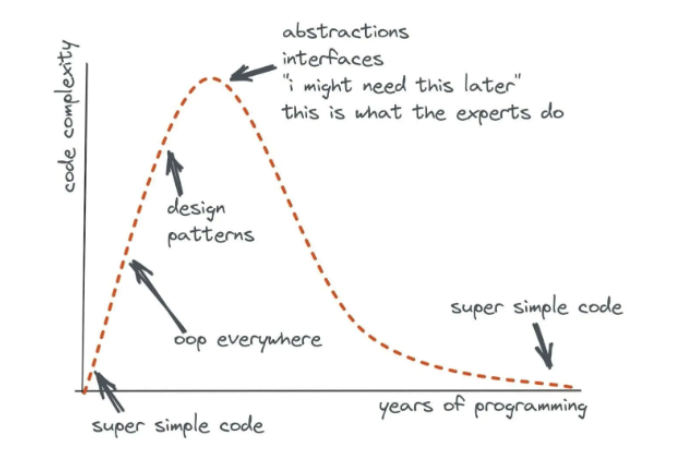 abstractions
interfaces
"i might need this later"
this is what the experts do
code complexity
design
patterns
oop everywhere
super simple code
super simple code
years of programming